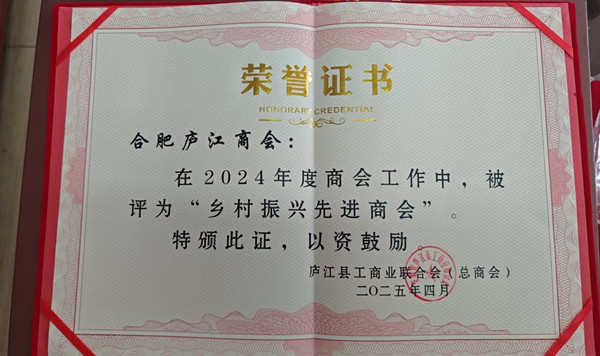 荣誉证书
HONORARY CREDENTIAL
合肥庐江商会：
在2024年度商会工作中，被
评为“乡村振兴先进商会”。
特颁此证，以资鼓励。
庐江县工商业联合会（总商会）
二〇二五年四月